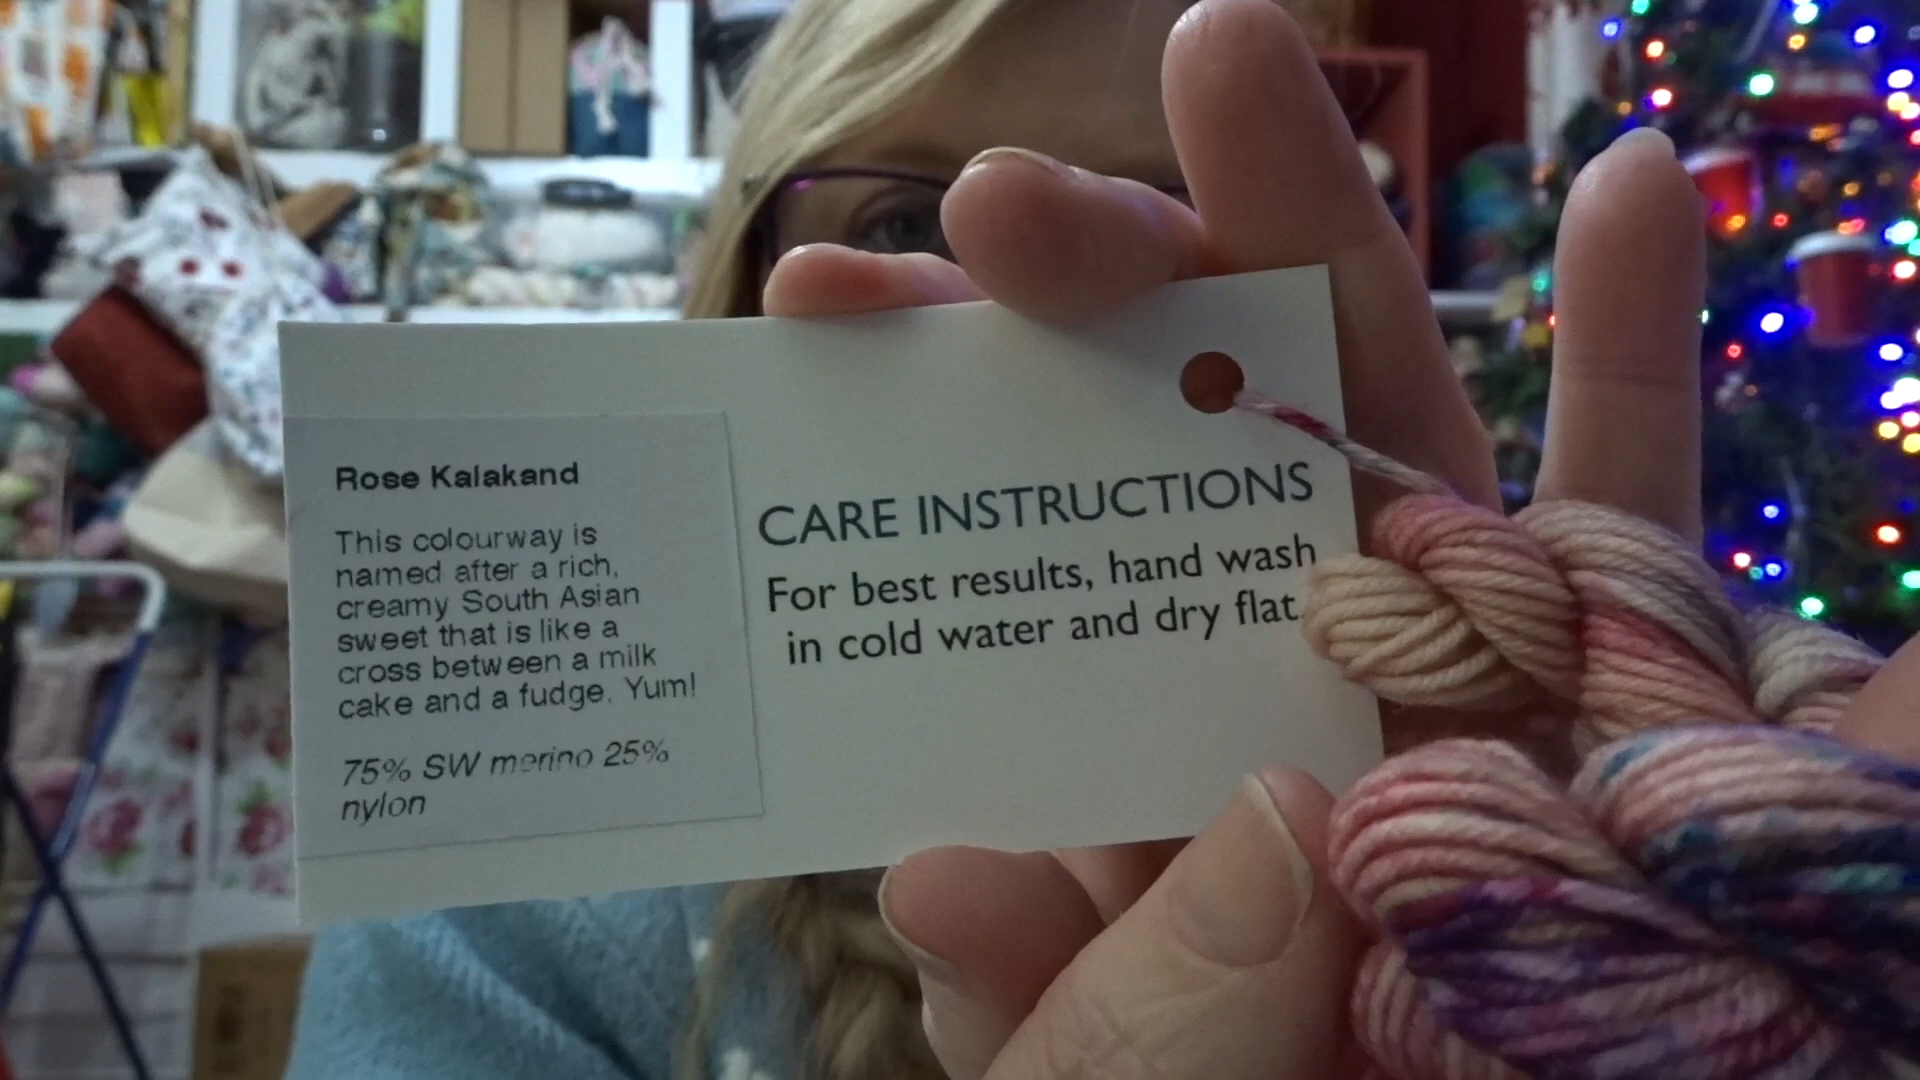 Rose Kalakand
This colourway is
named after a rich,
creamy South Asian
sweet that is like a
cross between a milk
cake and a fudge. Yum!
75% SW merino 25%
nylon
CARE INSTRUCTIONS
For best results, hand wash
in cold water and dry flat.